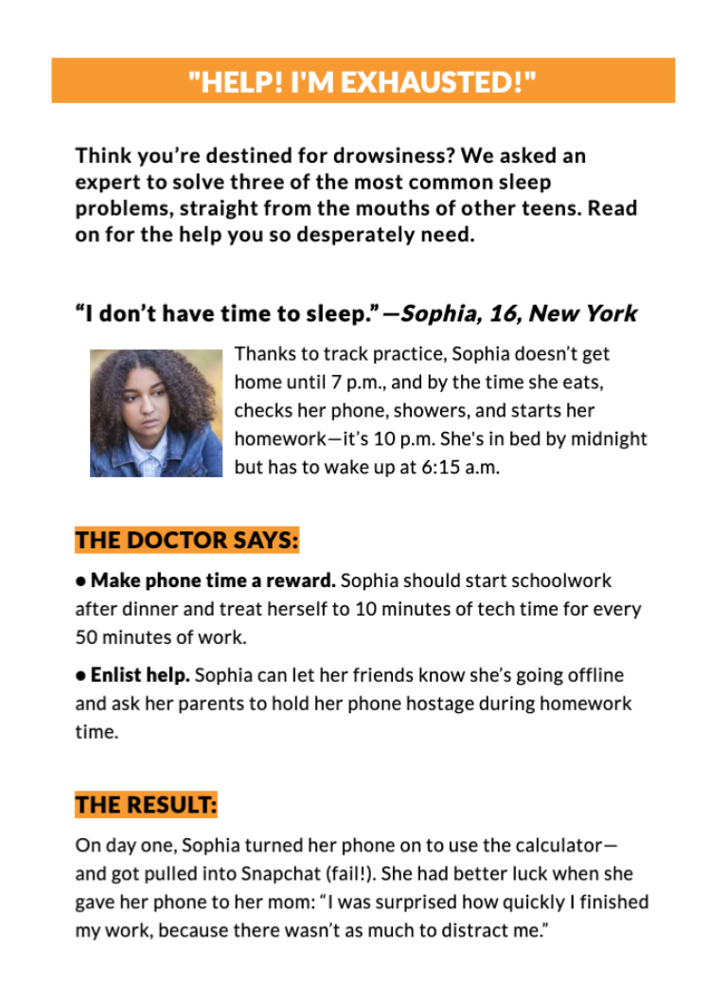 "HELP! I'M EXHAUSTED!"
Think you’re destined for drowsiness? We asked an
expert to solve three of the most common sleep
problems, straight from the mouths of other teens. Read
on for the help you so desperately need.
“I don’t have time to sleep.” —Sophia, 16, New York
Thanks to track practice, Sophia doesn’t get
home until 7 p.m., and by the time she eats,
checks her phone, showers, and starts her
homework—it’s 10 p.m. She's in bed by midnight
but has to wake up at 6:15 a.m.
THE DOCTOR SAYS:
● Make phone time a reward. Sophia should start schoolwork
after dinner and treat herself to 10 minutes of tech time for every
50 minutes of work.
● Enlist help. Sophia can let her friends know she’s going offline
and ask her parents to hold her phone hostage during homework
time.
THE RESULT:
On day one, Sophia turned her phone on to use the calculator—
and got pulled into Snapchat (fail!). She had better luck when she
gave her phone to her mom: “I was surprised how quickly I finished
my work, because there wasn’t as much to distract me.”